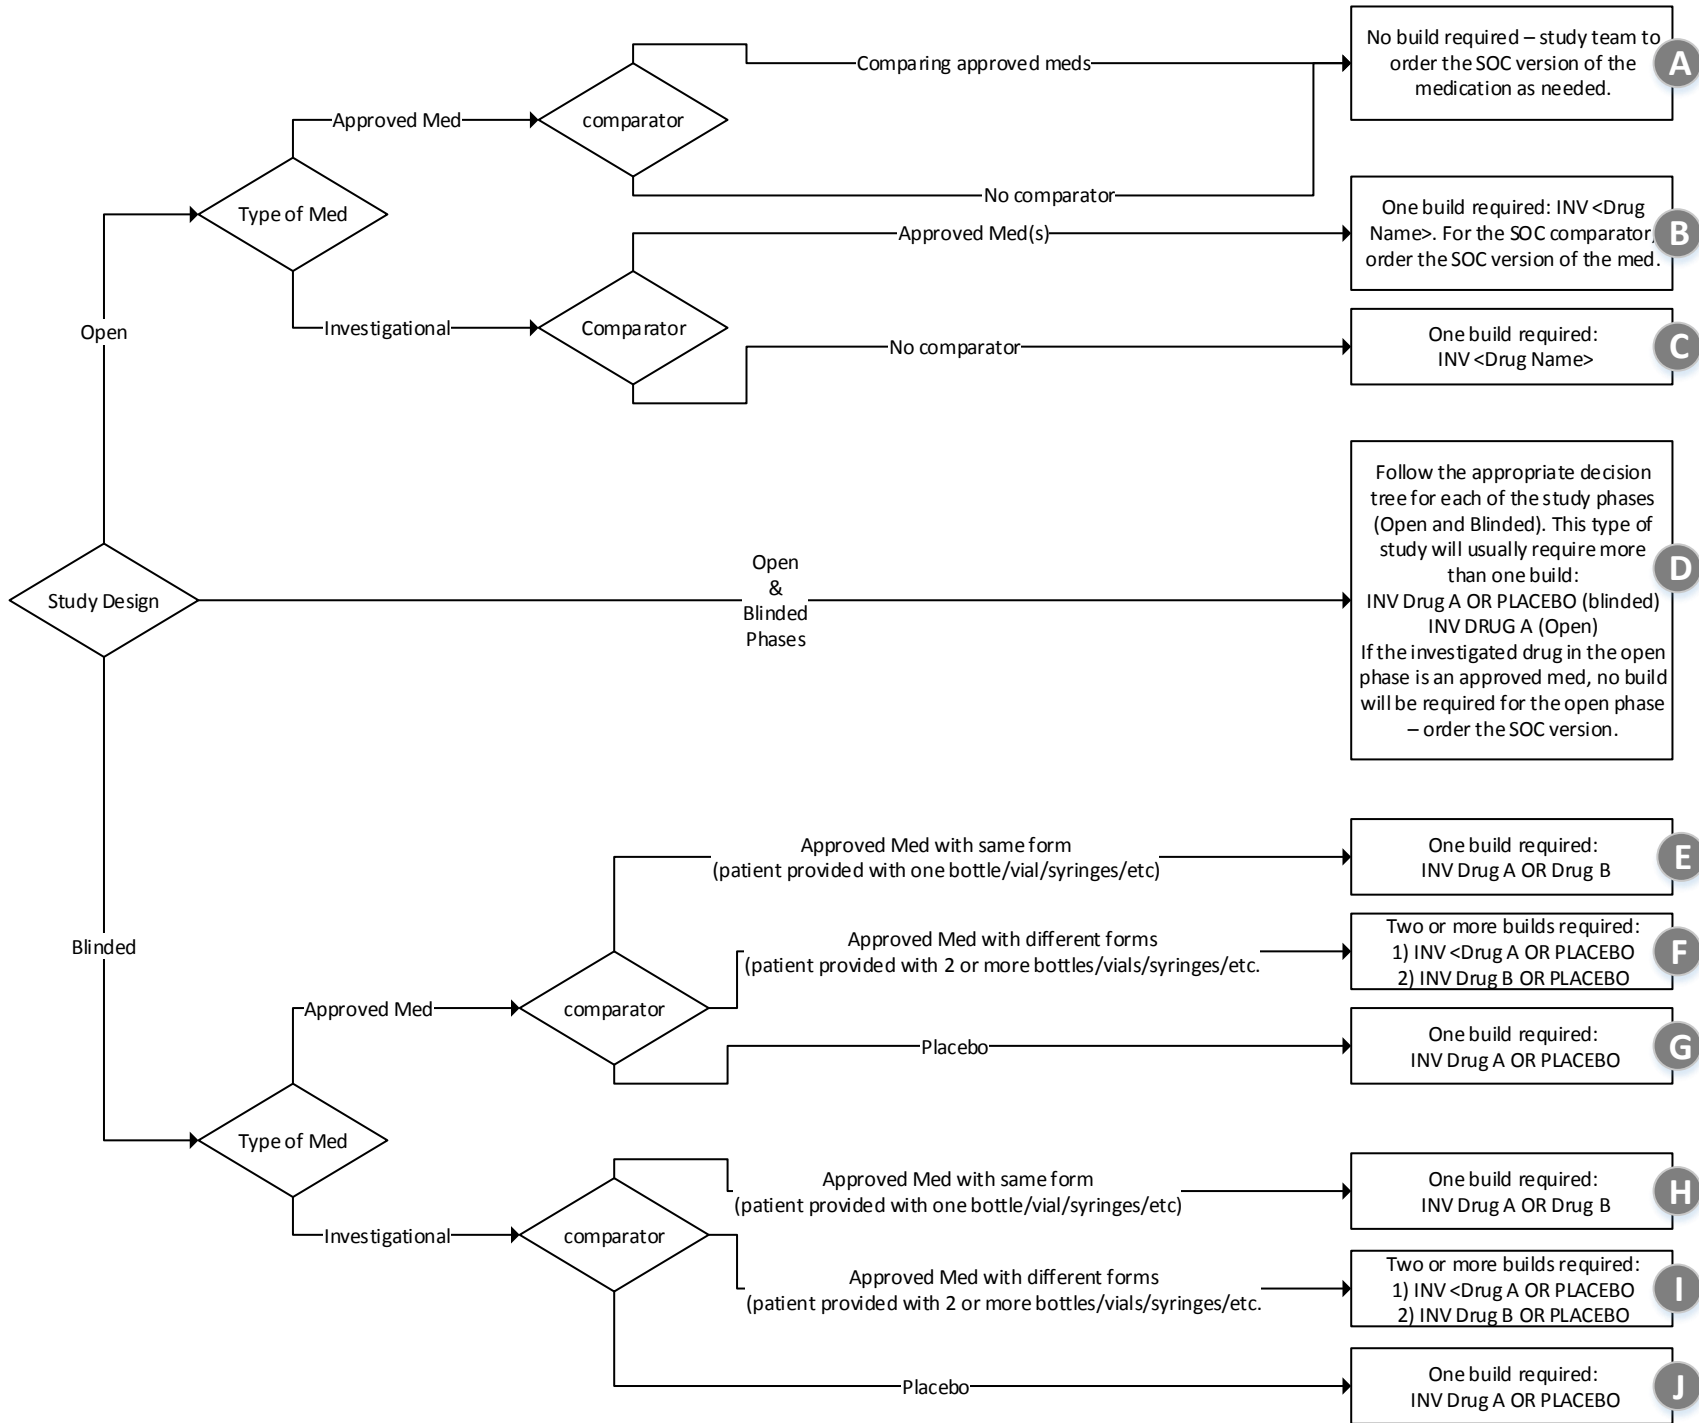 No build required – study team to
order the SOC version of the
medication as needed.
A
Comparing approved meds
Approved Med
comparator
No comparator
Type of Med
One build required: INV <Drug
Name>. For the SOC comparator,
order the SOC version of the med.
B
Approved Med(s)
Open
Investigational
Comparator
No comparator
One build required:
INV <Drug Name>
C
Study Design
Open
&
Blinded
Phases
Follow the appropriate decision
tree for each of the study phases
(Open and Blinded). This type of
study will usually require more
than one build:
INV Drug A OR PLACEBO (blinded)
INV DRUG A (Open)
If the investigated drug in the open
phase is an approved med, no build
will be required for the open phase
– order the SOC version.
D
Approved Med with same form
(patient provided with one bottle/vial/syringes/etc)
One build required:
INV Drug A OR Drug B
E
Blinded
Approved Med with different forms
(patient provided with 2 or more bottles/vials/syringes/etc.
Two or more builds required:
1) INV <Drug A OR PLACEBO
2) INV Drug B OR PLACEBO
F
Approved Med
comparator
Placebo
One build required:
INV Drug A OR PLACEBO
G
Type of Med
Approved Med with same form
(patient provided with one bottle/vial/syringes/etc)
One build required:
INV Drug A OR Drug B
H
Investigational
comparator
Approved Med with different forms
(patient provided with 2 or more bottles/vials/syringes/etc.
Two or more builds required:
1) INV <Drug A OR PLACEBO
2) INV Drug B OR PLACEBO
I
Placebo
One build required:
INV Drug A OR PLACEBO
J